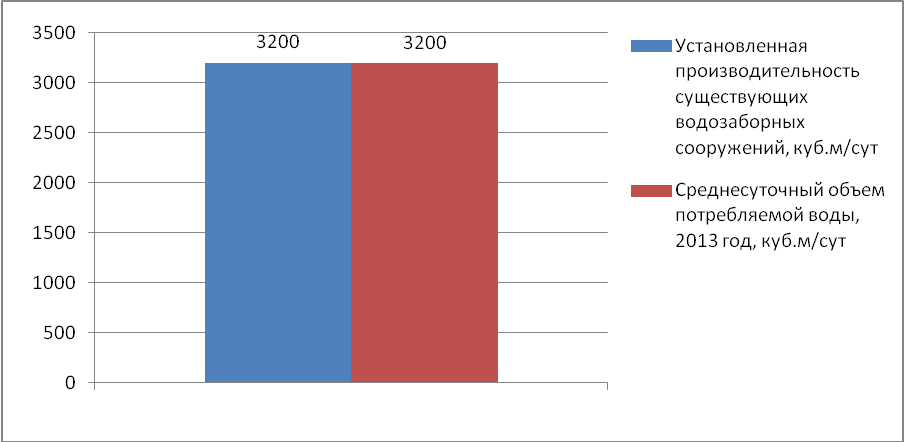 3500
3000
2500
2000
1500
1000
500
0
3200 3200
Установленная
производительность
существующих
водозаборных
сооружений, куб.м/сут
Среднесуточный объем
потребляемой воды,
2013 год, куб.м/сут